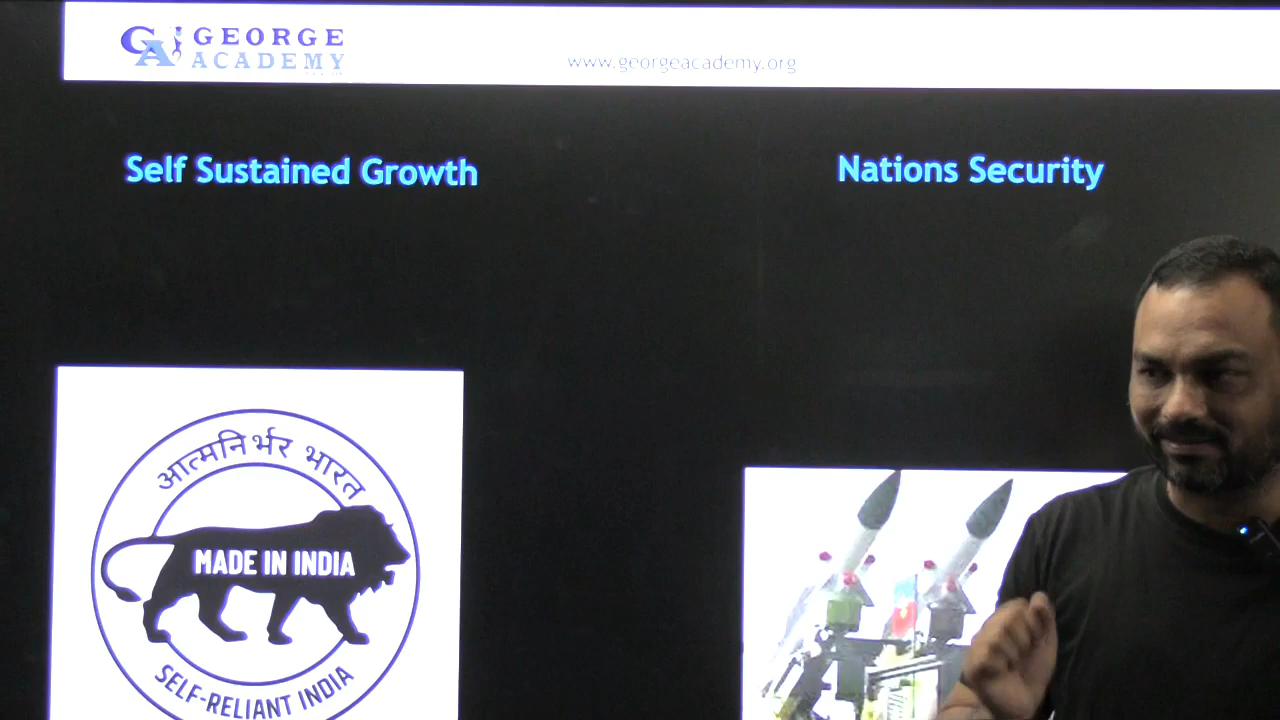 GEORGE
ACADEMY
www.georgeacademy.org
Self Sustained Growth
Nations Security
आत्मनिर्भर भारत
MADE IN INDIA
SELF-RELIANT INDIA